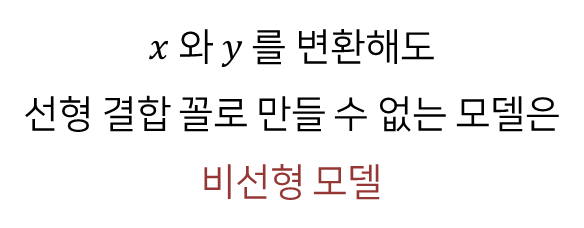 x 와 y 를 변환해도
선형 결합 꼴로 만들 수 없는 모델은
비선형 모델